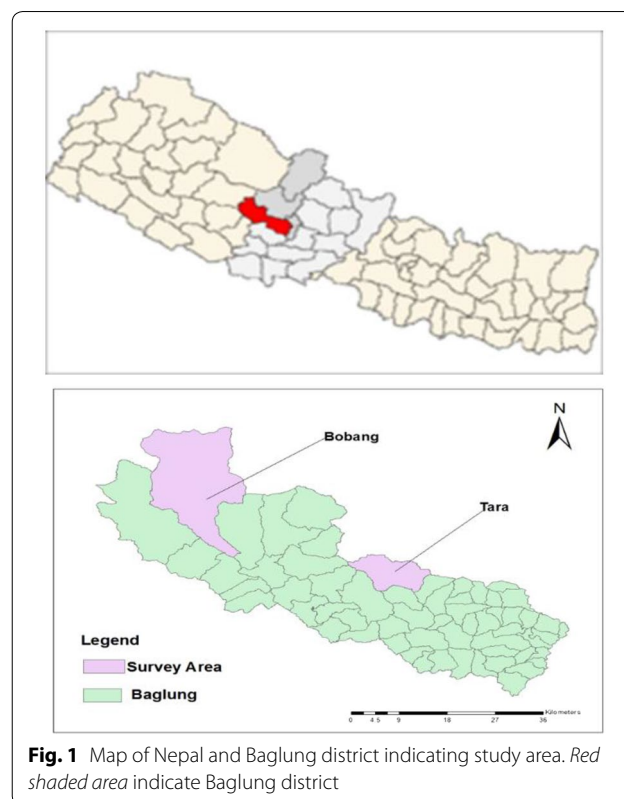 N
Bobang
Tara
Legend
Survey Area
Baglung
Kilometers
0 4.5 9 18 27 36
Fig. 1 Map of Nepal and Baglung district indicating study area. Red
shaded area indicate Baglung district